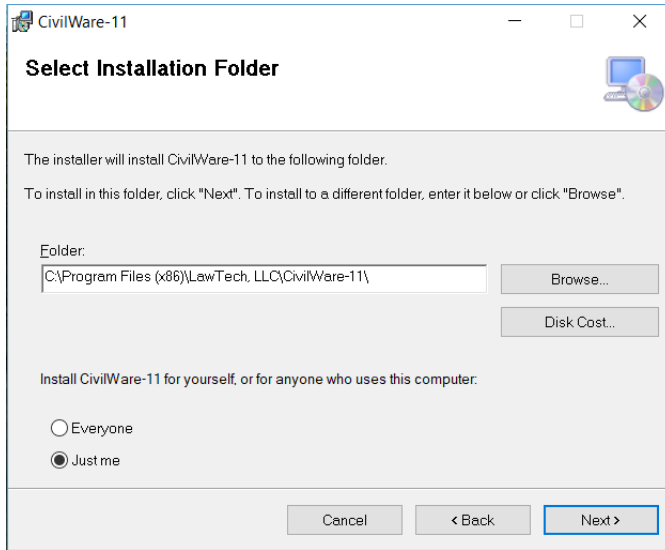 CivilWare-11
Select Installation Folder
The installer will install CivilWare-11 to the following folder.
To install in this folder, click "Next". To install to a different folder, enter it below or click "Browse".
Folder:
C:\Program Files (x86)\LawTech, LLC\CivilWare-11\
Browse...
Disk Cost...
Install CivilWare-11 for yourself, or for anyone who uses this computer:
Everyone
Just me
Cancel
< Back
Next >